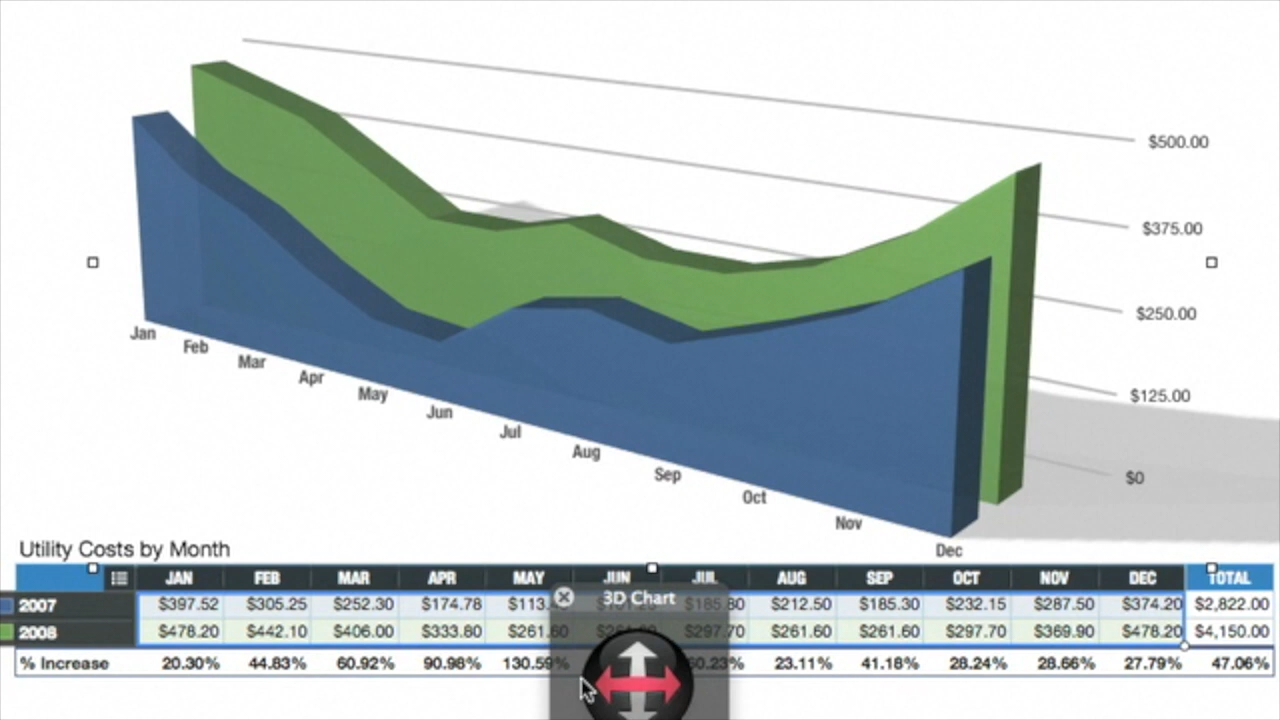 $500.00
$375.00
$250.00
$125.00
$0
Jan
Feb
Mar
Apr
May
Jun
Jul
Aug
Sep
Oct
Nov
Dec
Utility Costs by Month
JAN FEB MAR APR MAY JUN JUL AUG SEP OCT NOV DEC TOTAL
2007 $397.52 $305.25 $252.30 $174.78 $185.80 $212.50 $185.30 $232.15 $287.50 $374.20 $2,822.00
3D Chart
2008 $478.20 $442.10 $406.00 $333.80 $297.70 $261.60 $261.60 $297.70 $369.90 $478.20 $4,150.00
% Increase 20.30% 44.83% 60.92% 90.98% 130.59% 23.11% 41.18% 28.24% 28.66% 27.79% 47.06%